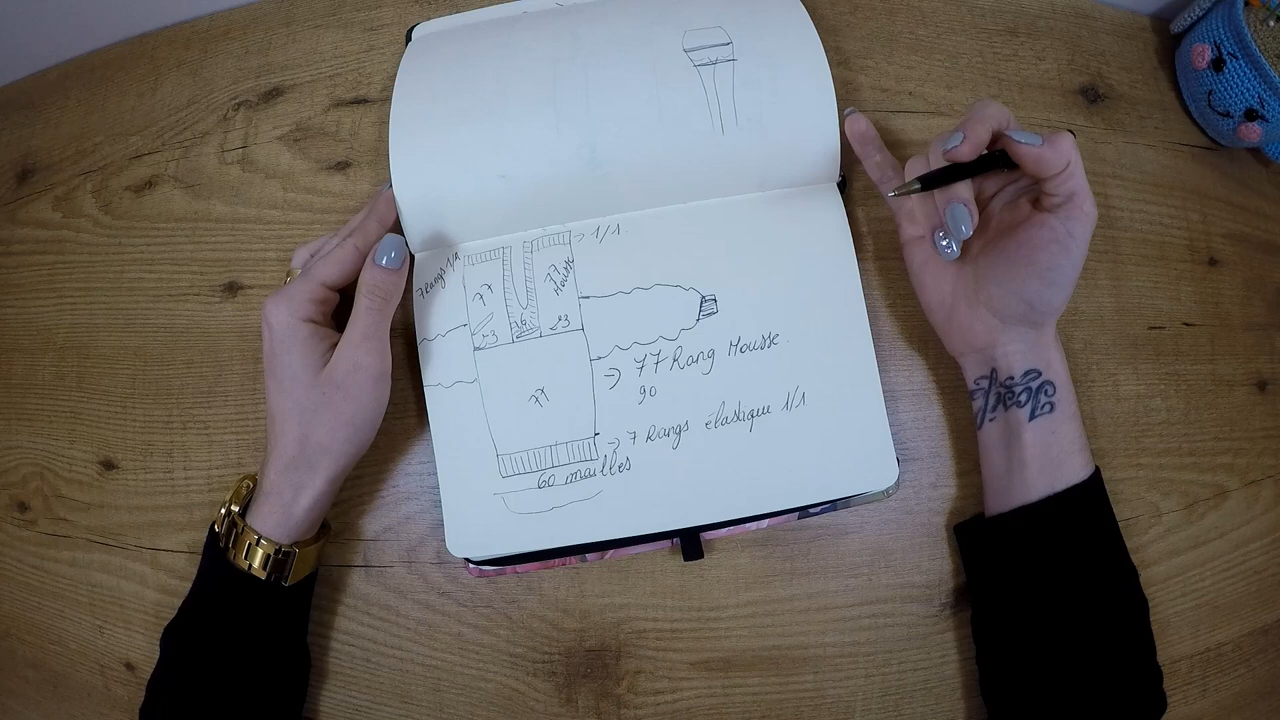 → 1/1.
7 Rangs 1/1
77
77 Mousse
23
16
23
→ 77 Rang Mousse.
90
77
→ 7 Rangs élastique 1/1
60 mailles